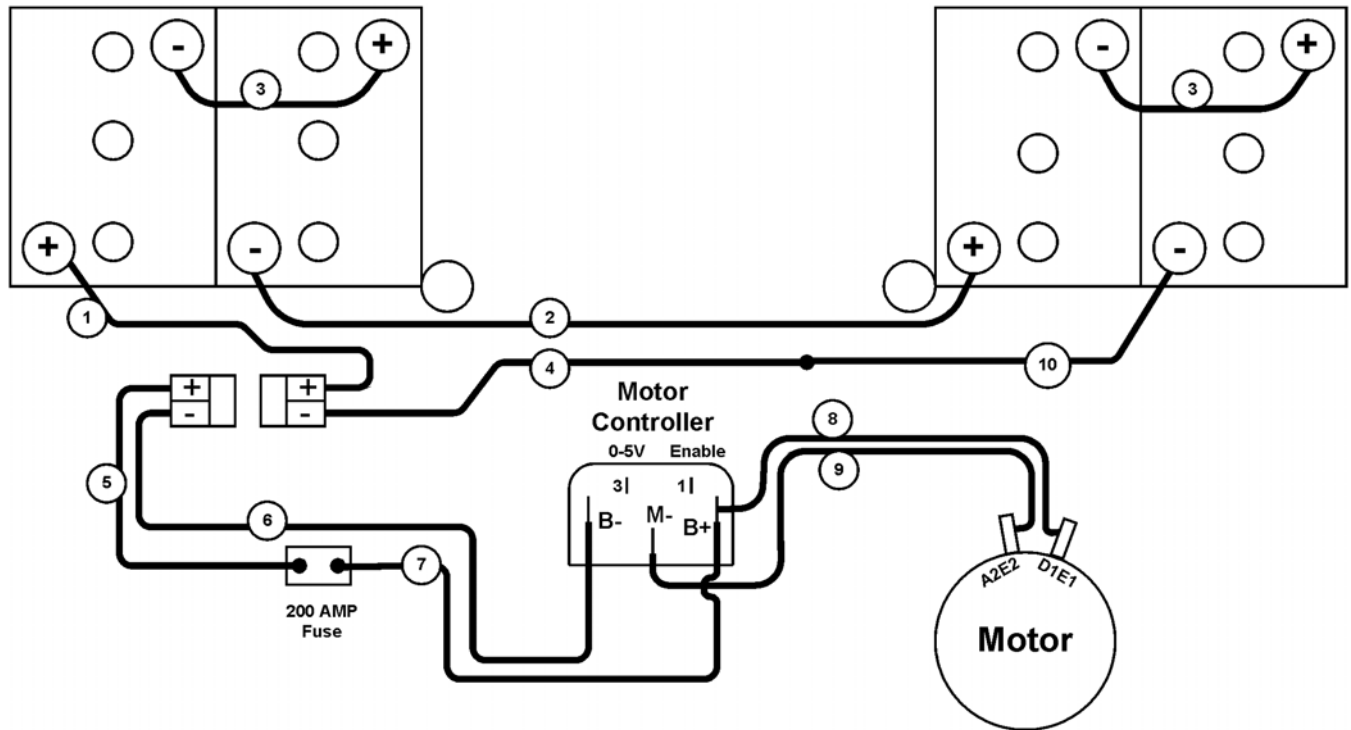 - + - +
3 3
+ - + -
1 2
4 10
+ +
- -
Motor
Controller
8
0-5V Enable
9
5 3| 1|
B- M- B+
6
7
A2E2 D1E1
200 AMP
Fuse
Motor